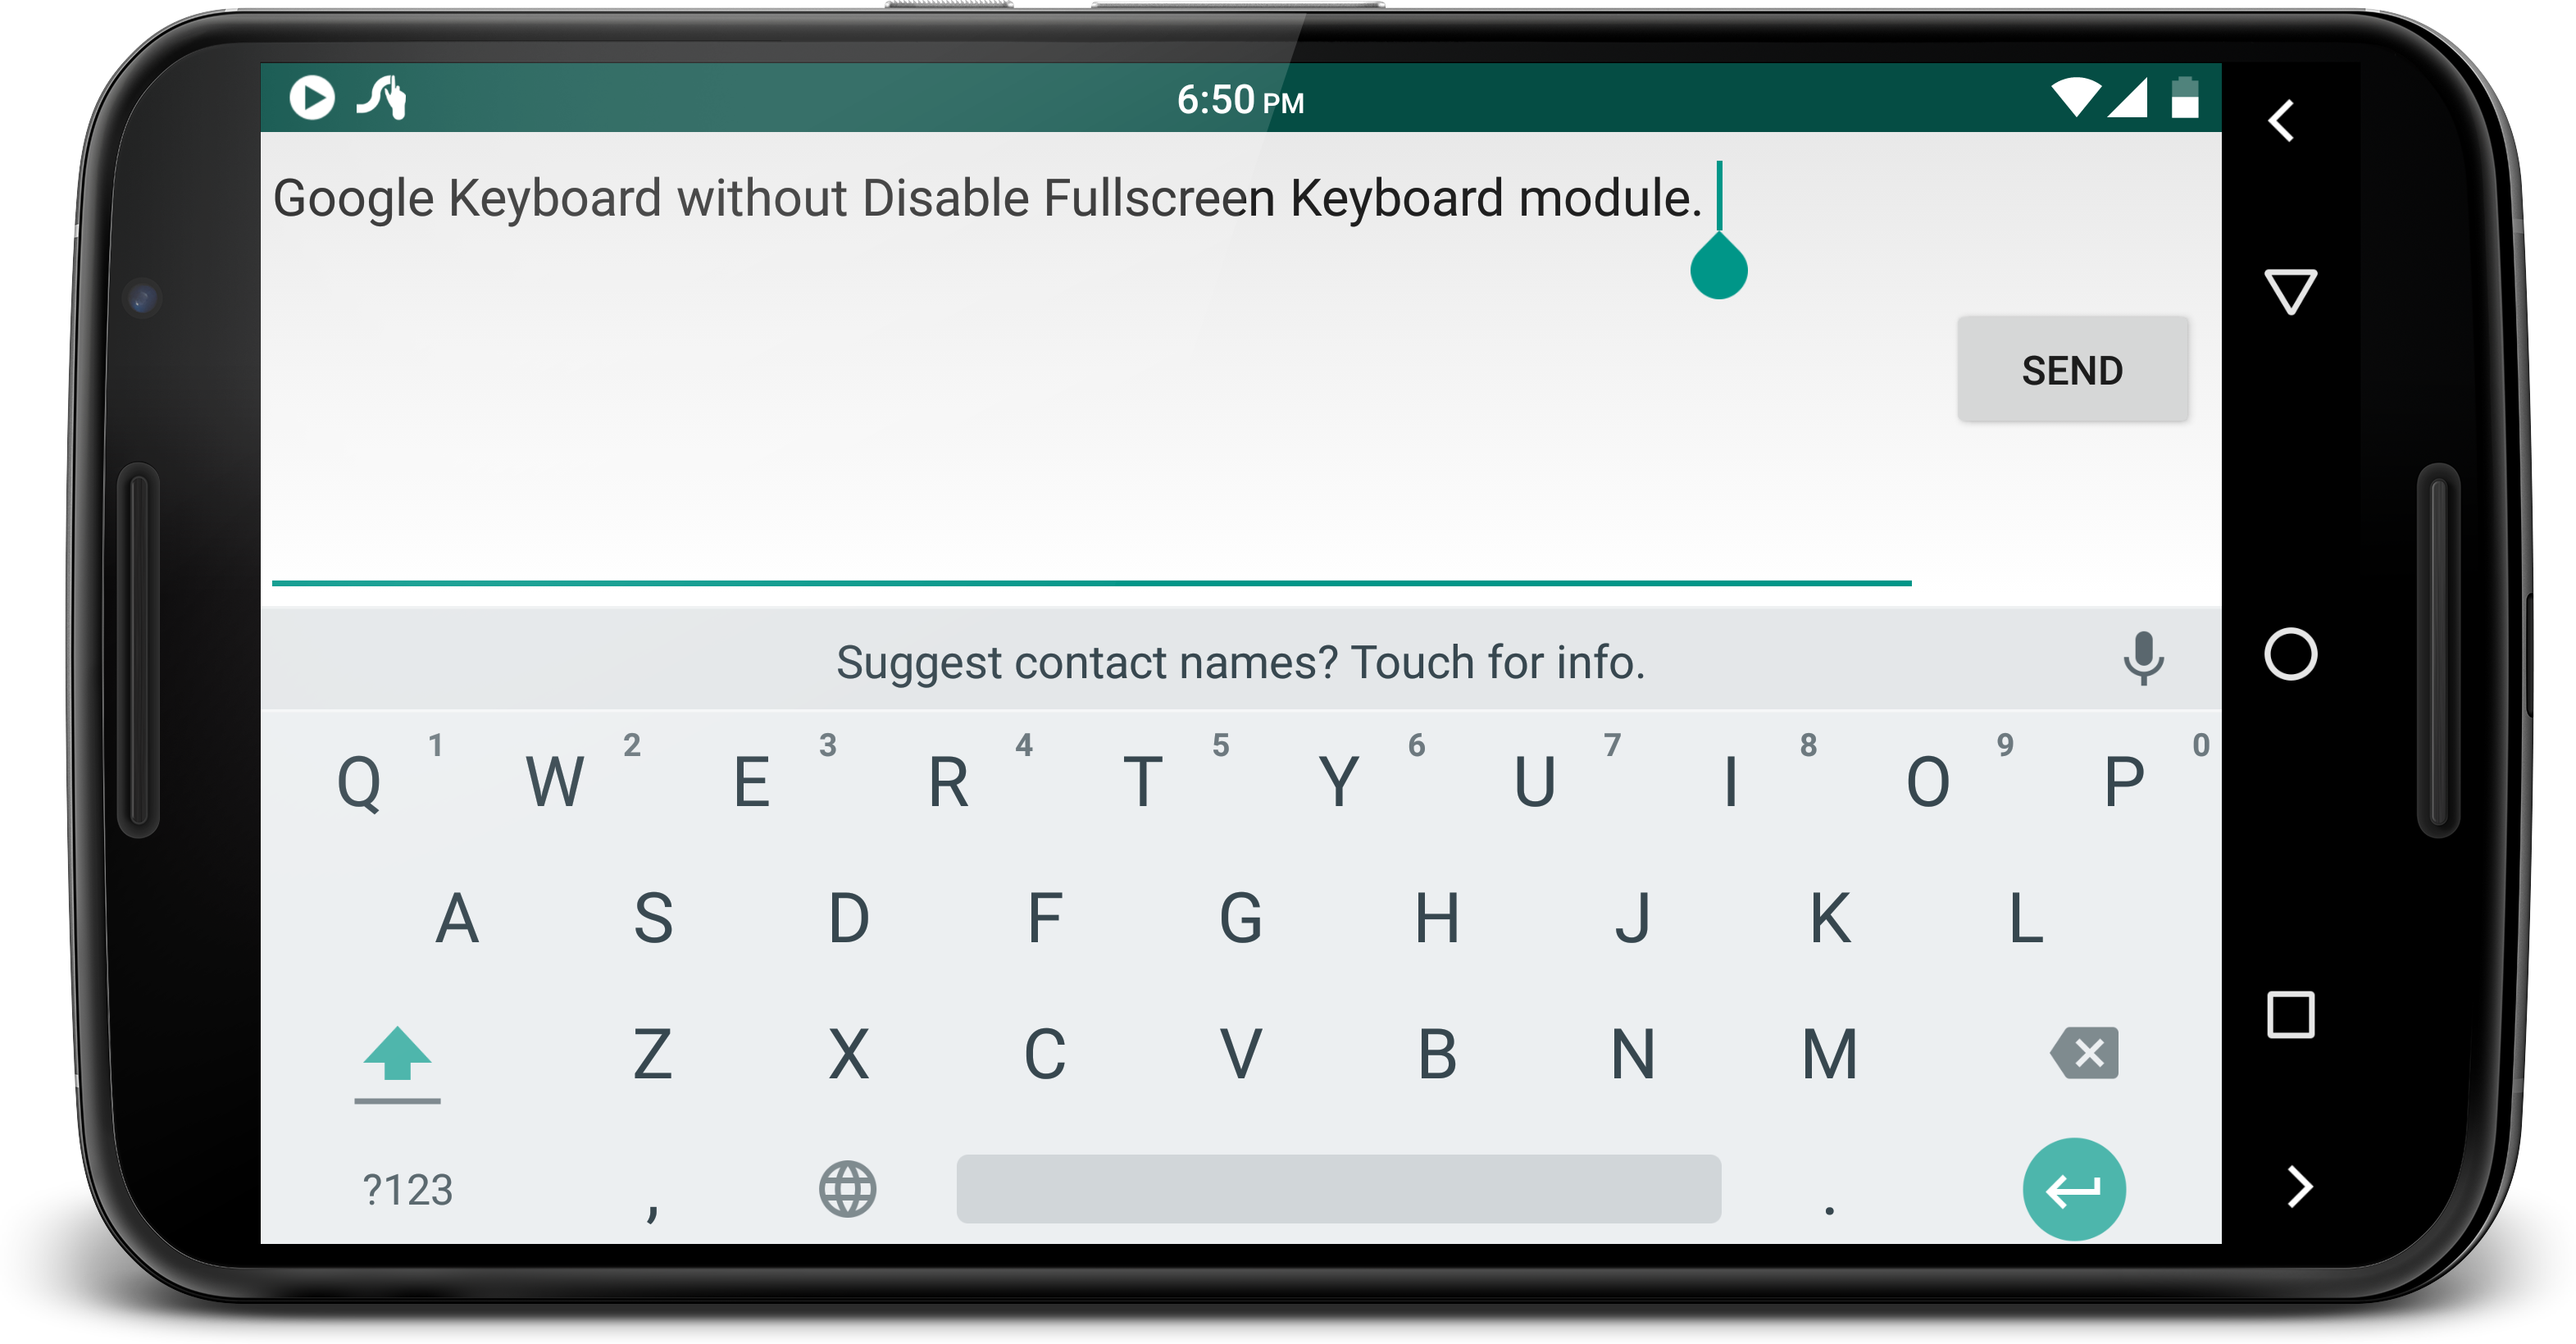 6:50 PM
Google Keyboard without Disable Fullscreen Keyboard module.
SEND
Suggest contact names? Touch for info.
Q 1 W 2 E 3 R 4 T 5 Y 6 U 7 I 8 O 9 P 0
A S D F G H J K L
Z X C V B N M
?123 , .